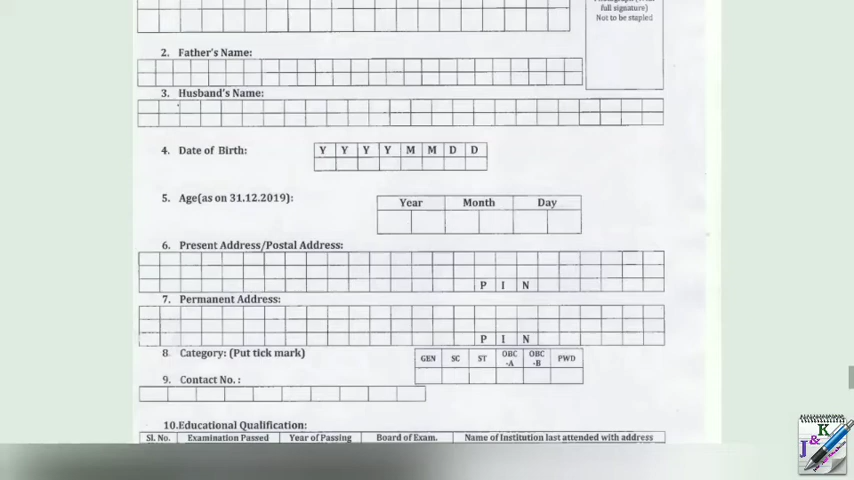 full signature)
Not to be stapled
2. Father's Name:
3. Husband's Name:
4. Date of Birth:
Y Y Y Y M M D D
5. Age(as on 31.12.2019):
Year Month Day
6. Present Address/Postal Address:
P I N
7. Permanent Address:
P I N
8. Category: (Put tick mark)
GEN SC ST OBC-A OBC-B PWD
9. Contact No.:
10.Educational Qualification:
Sl. No. Examination Passed Year of Passing Board of Exam. Name of Institution last attended with address
J&K